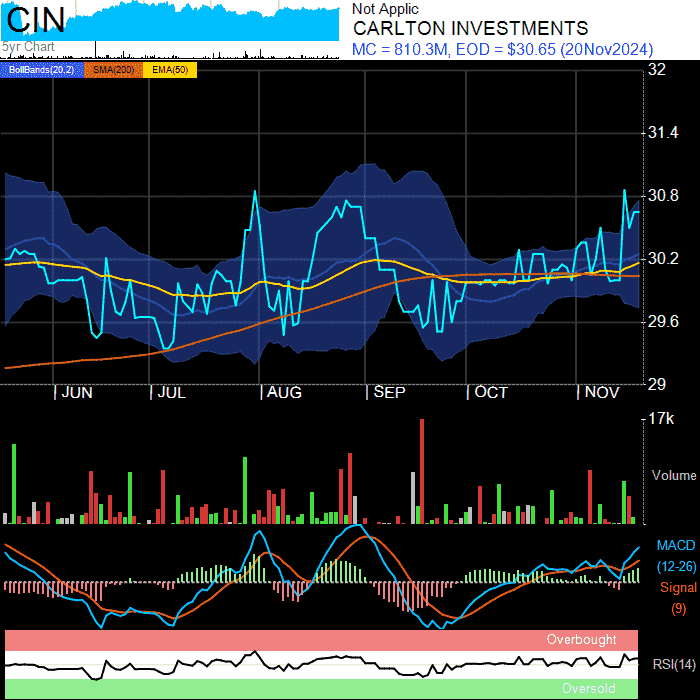 CIN
5yr Chart
Not Applic
CARLTON INVESTMENTS
MC = 810.3M, EOD = $30.65 (20Nov2024)
BollBands(20,2) SMA(200) EMA(50)
32
31.4
30.8
30.2
29.6
29
JUN JUL AUG SEP OCT NOV
17k
Volume
MACD
(12-26)
Signal
(9)
Overbought
RSI(14)
Oversold